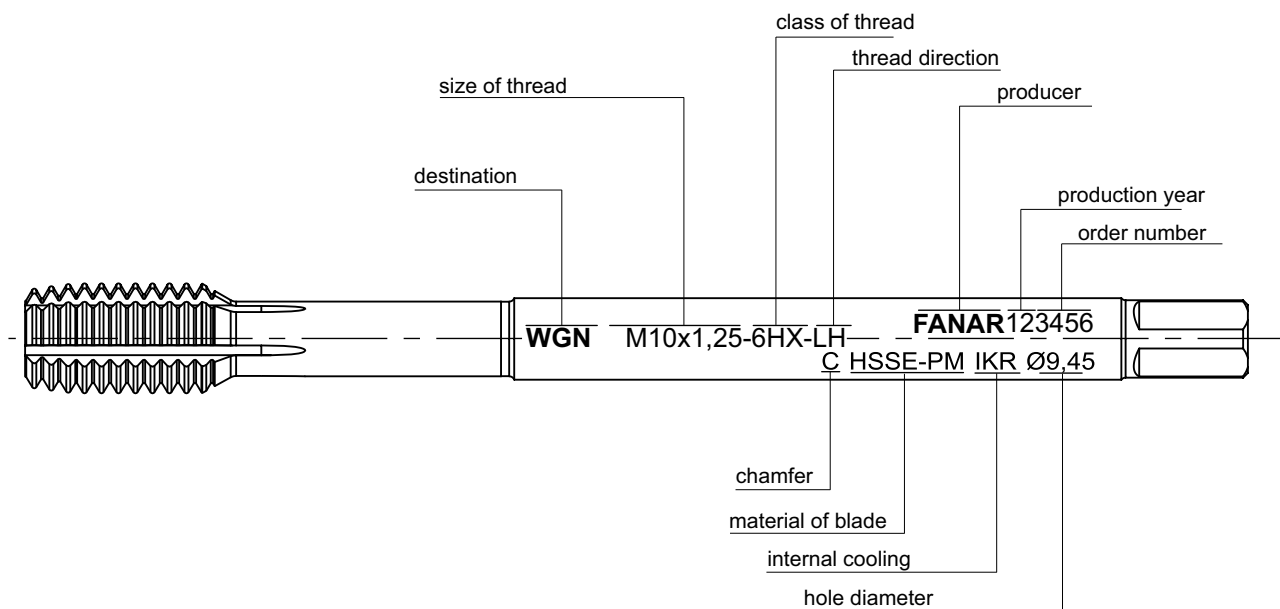 class of thread
thread direction
size of thread
producer
destination
production year
order number
FANAR123456
WGN M10x1,25-6HX-LH
C HSSE-PM IKR Ø9,45
chamfer
material of blade
internal cooling
hole diameter